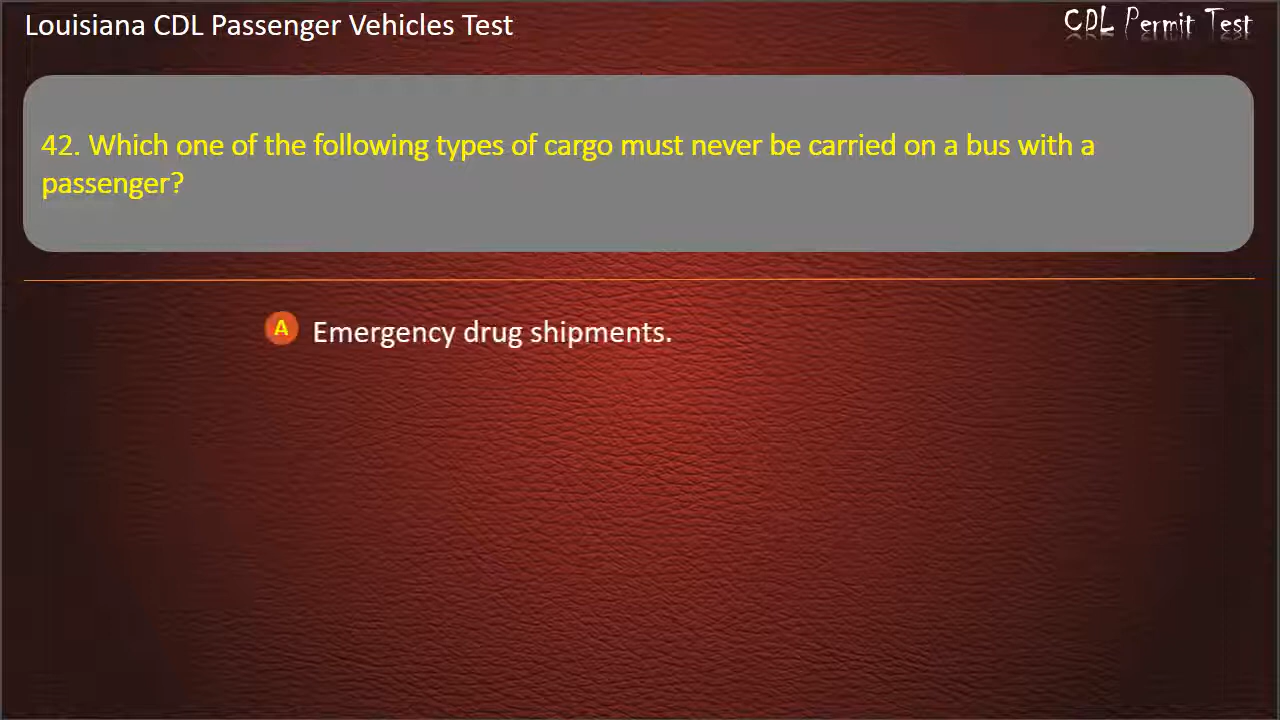 Louisiana CDL Passenger Vehicles Test
CDL Permit Test
42. Which one of the following types of cargo must never be carried on a bus with a
passenger?
A Emergency drug shipments.